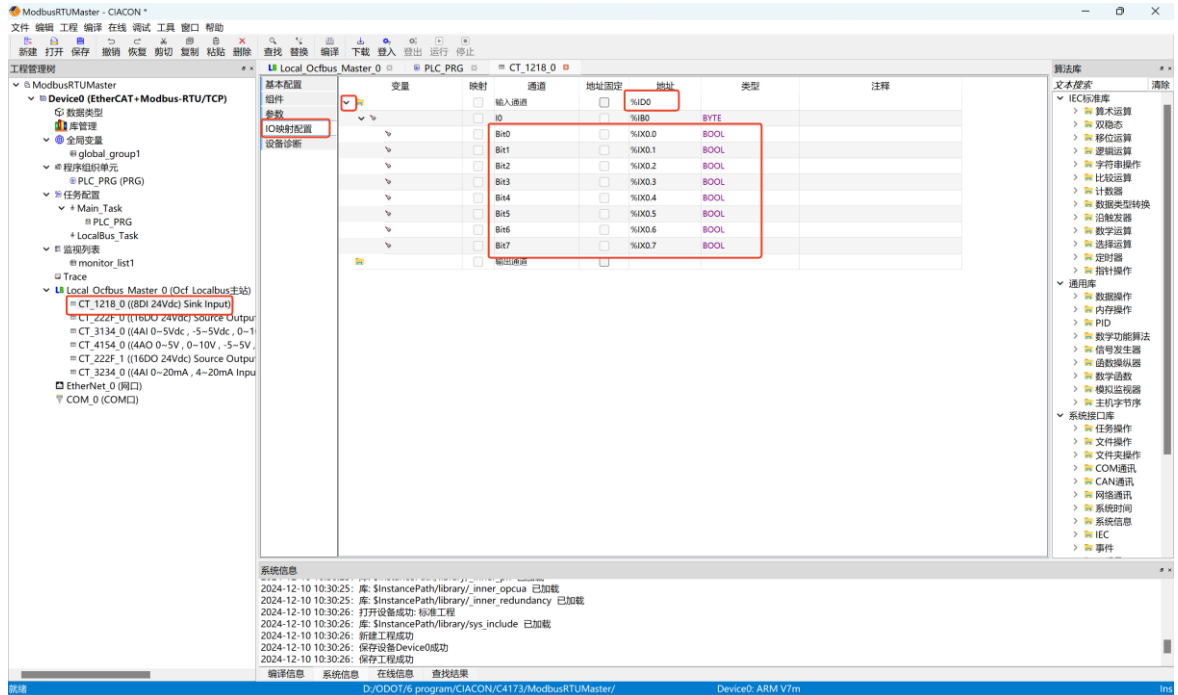 ModbusRTUMaster - CIACON *
文件 编辑 工程 编译 在线 调试 工具 窗口 帮助
新建 打开 保存 撤销 恢复 剪切 复制 粘贴 删除 查找 替换 编译 下载 登入 登出 运行 停止
工程管理树
ModbusRTUMaster
Device0 (EtherCAT+Modbus-RTU/TCP)
数据类型
库管理
全局变量
global_group1
程序组织单元
PLC_PRG (PRG)
任务配置
Main_Task
PLC_PRG
LocalBus_Task
监视列表
monitor_list1
Trace
Local_Ocfbus_Master_0 (Ocf_Localbus主站)
CT_1218_0 ((8DI 24Vdc) Sink Input)
CT_222F_0 ((16DO 24Vdc) Source Outpu
CT_3134_0 ((4AI 0~5Vdc , -5~5Vdc , 0~1
CT_4154_0 ((4AO 0~5V , 0~10V , -5~5V ,
CT_222F_1 ((16DO 24Vdc) Source Outpu
CT_3234_0 ((4AI 0~20mA , 4~20mA Inpu
EtherNet_0 (网口)
COM_0 (COM口)
Local_Ocfbus_Master_0 PLC_PRG CT_1218_0
基本配置
组件
参数
IO映射配置
设备诊断
变量 映射 通道 地址固定 地址 类型 注释
输入通道 %ID0
I0 %IB0 BYTE
Bit0 %IX0.0 BOOL
Bit1 %IX0.1 BOOL
Bit2 %IX0.2 BOOL
Bit3 %IX0.3 BOOL
Bit4 %IX0.4 BOOL
Bit5 %IX0.5 BOOL
Bit6 %IX0.6 BOOL
Bit7 %IX0.7 BOOL
输出通道
算法库
文本搜索 清除
IEC标准库
算术运算
双稳态
移位运算
逻辑运算
字符串操作
比较运算
计数器
数据类型转换
沿触发器
数学运算
选择运算
定时器
指针操作
通用库
数据操作
内存操作
PID
数学功能算法
信号发生器
函数操纵器
数学函数
模拟监视器
主机字节序
系统接口库
任务操作
文件操作
文件夹操作
COM通讯
CAN通讯
网络通讯
系统时间
系统信息
IEC
事件
系统信息
2024-12-10 10:30:25: 库: $InstancePath/library/_inner_opcua 已加载
2024-12-10 10:30:25: 库: $InstancePath/library/_inner_redundancy 已加载
2024-12-10 10:30:26: 打开设备成功: 标准工程
2024-12-10 10:30:26: 库: $InstancePath/library/sys_include 已加载
2024-12-10 10:30:26: 新建工程成功
2024-12-10 10:30:26: 保存设备Device0成功
2024-12-10 10:30:26: 保存工程成功
编译信息 系统信息 在线信息 查找结果
就绪 D:/ODOT/6 program/CIACON/C4173/ModbusRTUMaster/ Device0: ARM V7m Ins